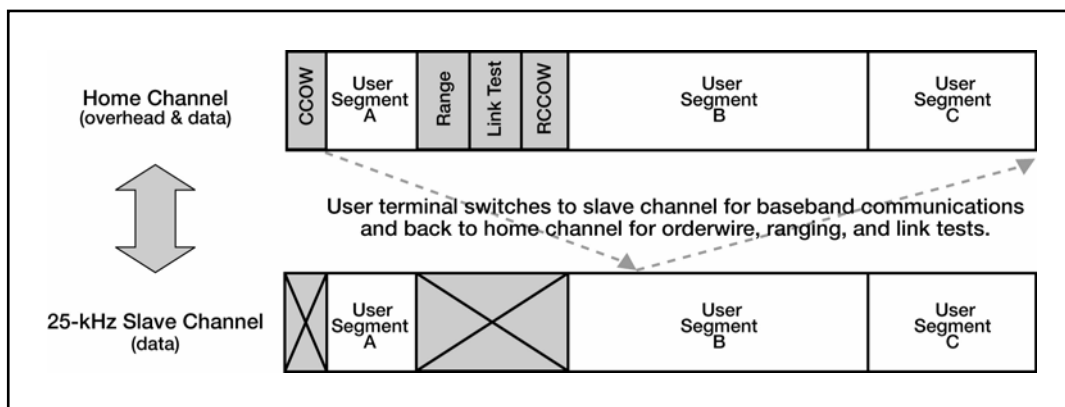 Home Channel
(overhead & data)
CCOW
User
Segment
A
Range
Link Test
RCCOW
User
Segment
B
User
Segment
C
User terminal switches to slave channel for baseband communications
and back to home channel for orderwire, ranging, and link tests.
25-kHz Slave Channel
(data)
User
Segment
A
User
Segment
B
User
Segment
C